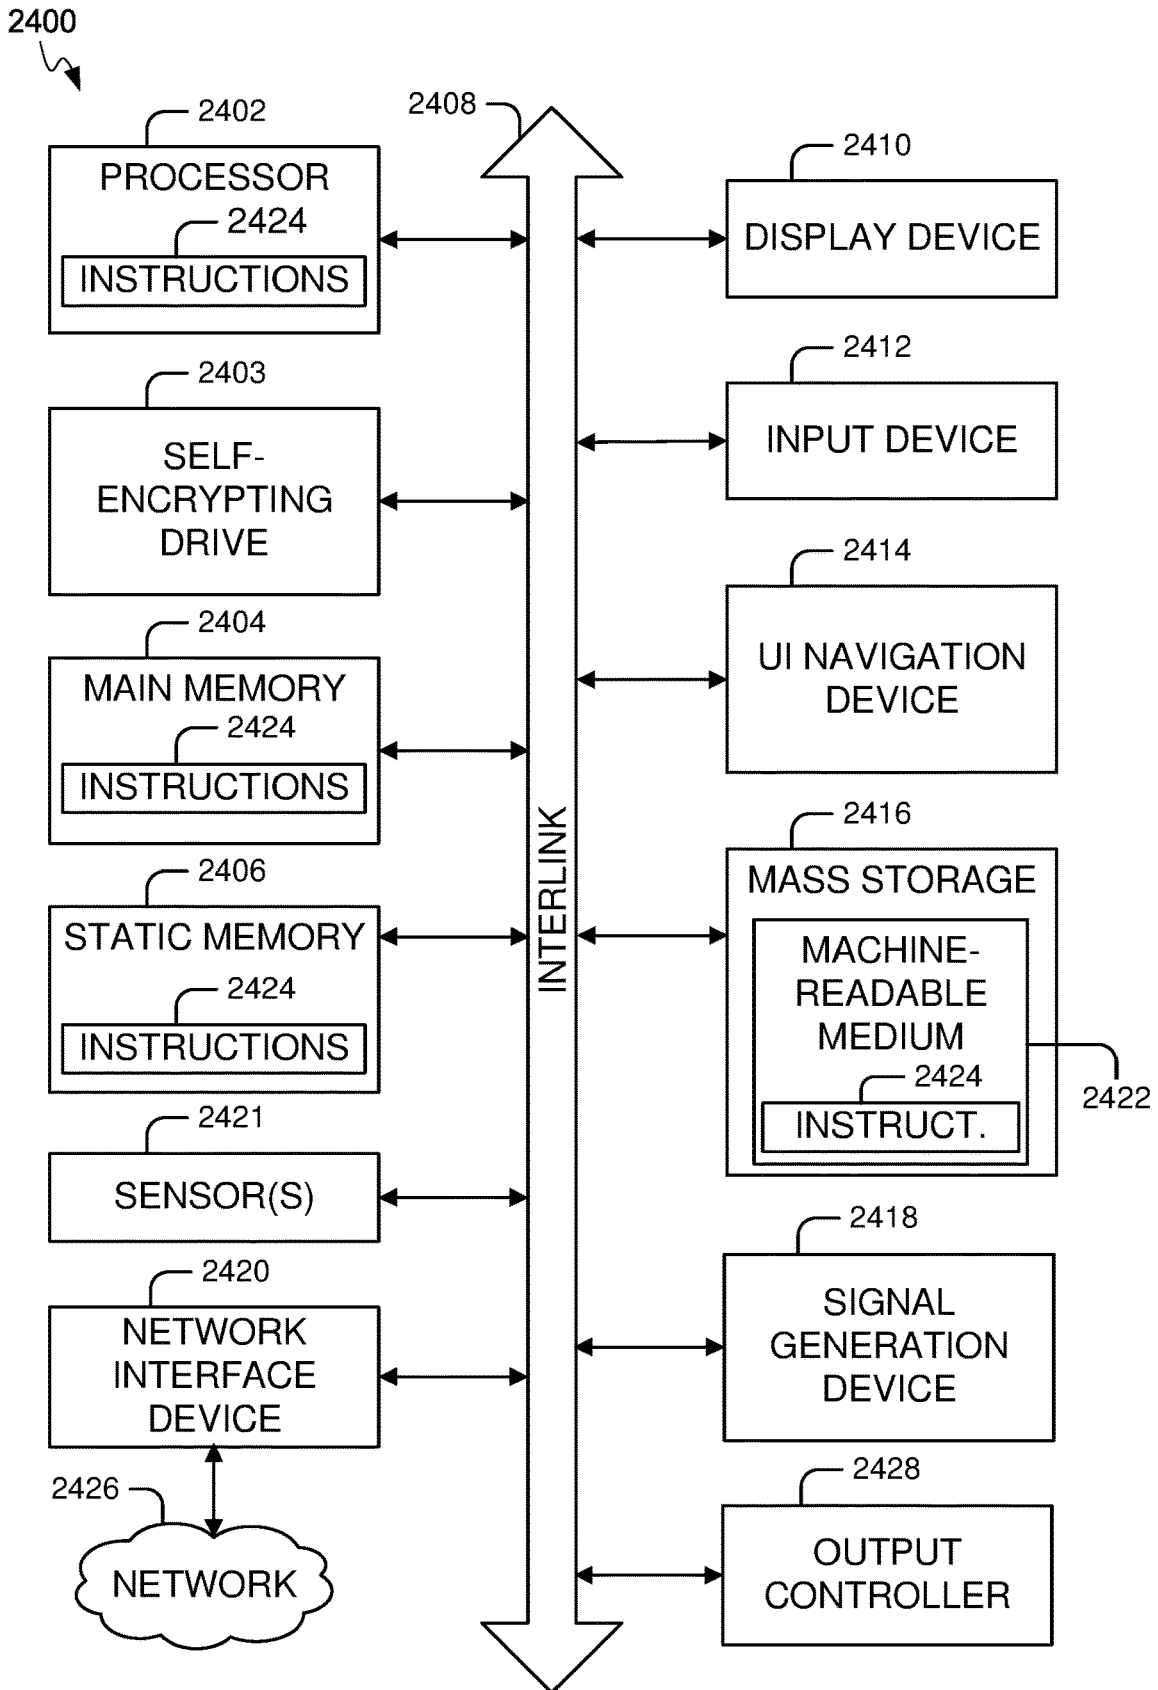 2400
2402
PROCESSOR
2424
INSTRUCTIONS
2403
SELF-
ENCRYPTING
DRIVE
2404
MAIN MEMORY
2424
INSTRUCTIONS
2406
STATIC MEMORY
2424
INSTRUCTIONS
2421
SENSOR(S)
2420
NETWORK
INTERFACE
DEVICE
2426
NETWORK
2408
INTERLINK
2410
DISPLAY DEVICE
2412
INPUT DEVICE
2414
UI NAVIGATION
DEVICE
2416
MASS STORAGE
MACHINE-
READABLE
MEDIUM
2424
INSTRUCT.
2422
2418
SIGNAL
GENERATION
DEVICE
2428
OUTPUT
CONTROLLER